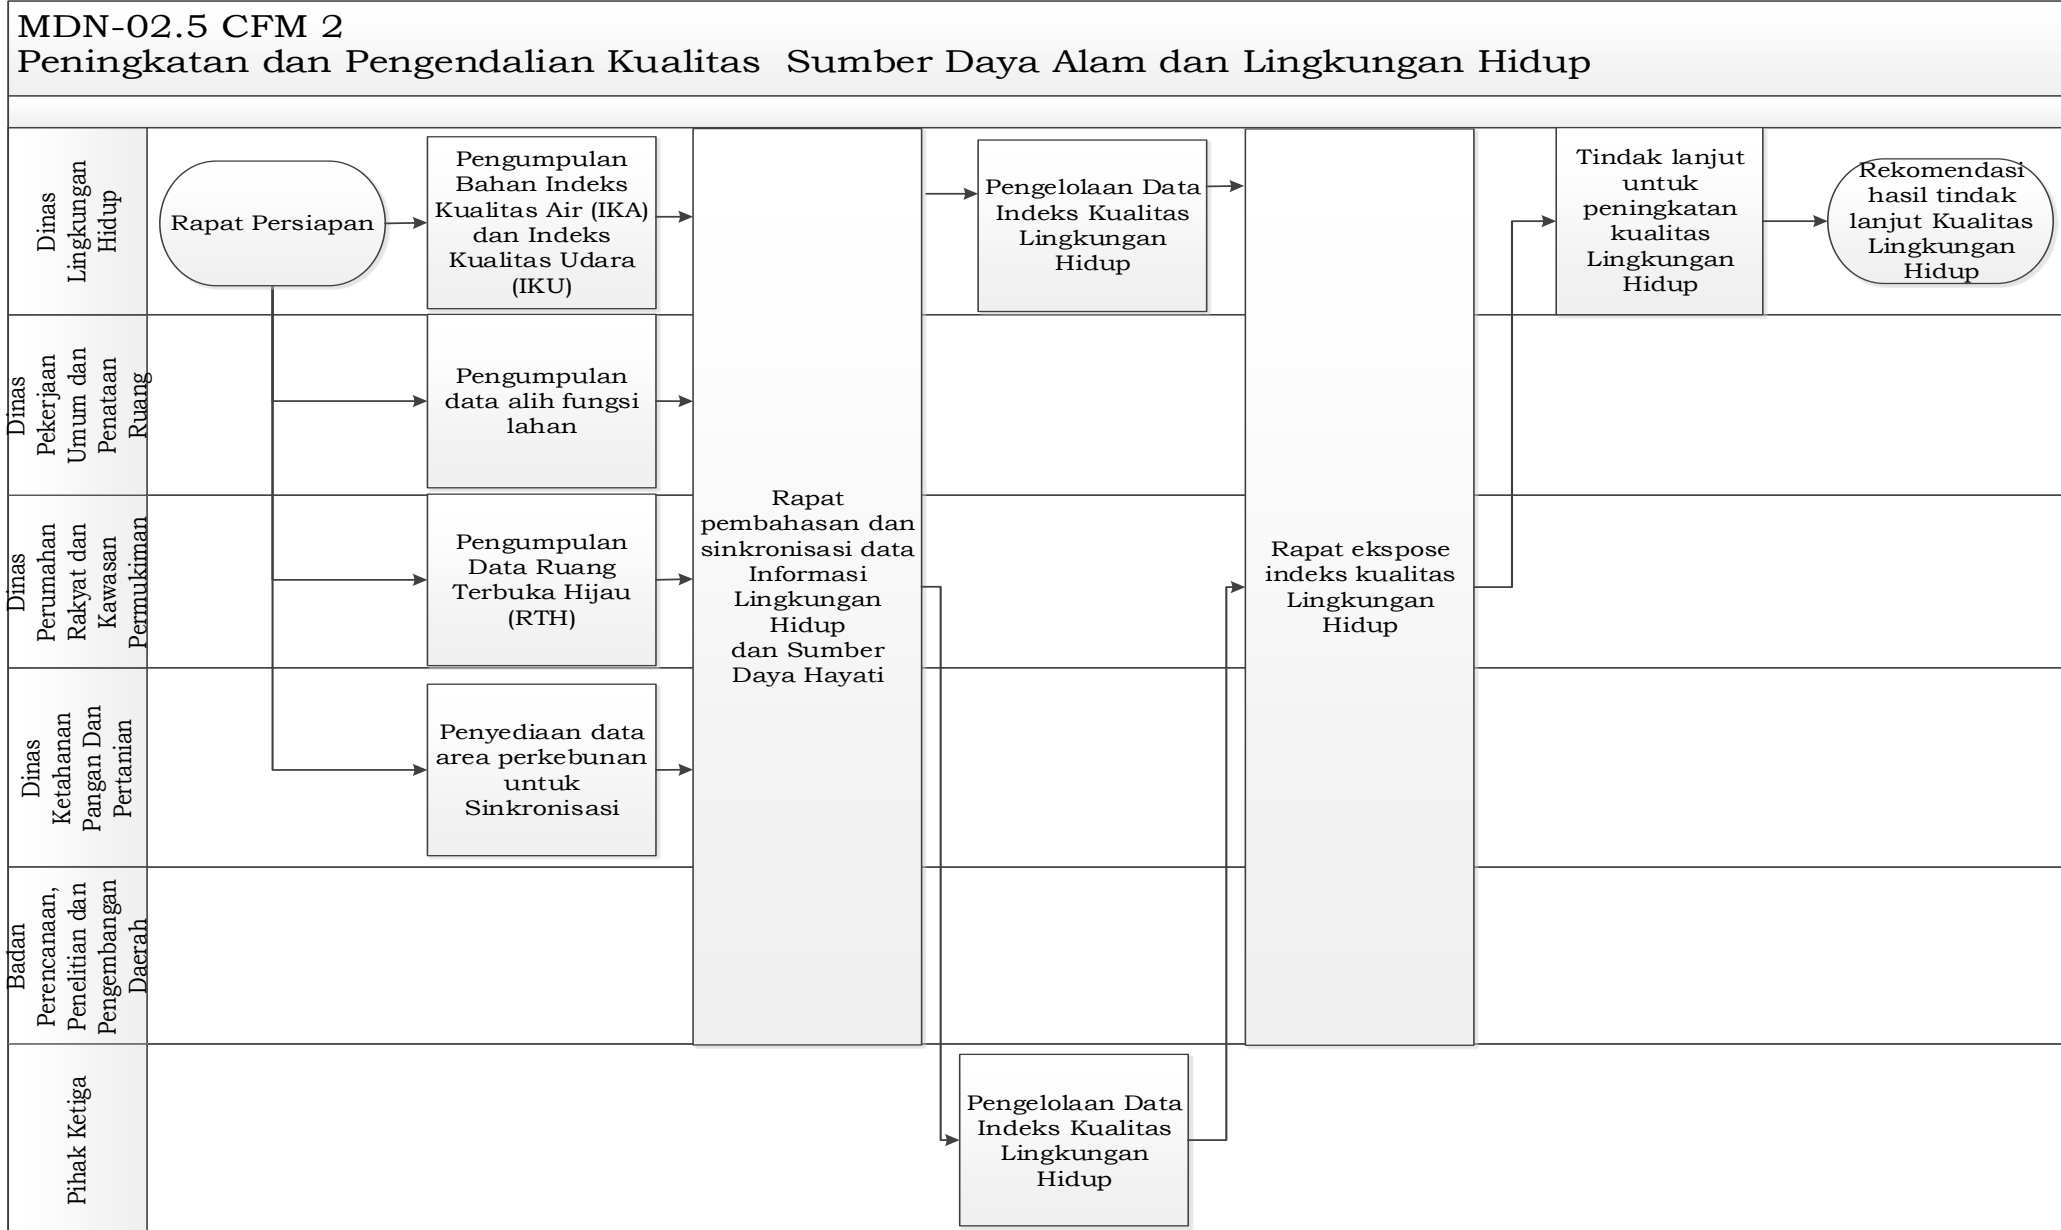 MDN-02.5 CFM 2
Peningkatan dan Pengendalian Kualitas Sumber Daya Alam dan Lingkungan Hidup
Dinas
Lingkungan
Hidup
Rapat Persiapan
Pengumpulan
Bahan Indeks
Kualitas Air (IKA)
dan Indeks
Kualitas Udara
(IKU)
Pengelolaan Data
Indeks Kualitas
Lingkungan
Hidup
Tindak lanjut
untuk
peningkatan
kualitas
Lingkungan
Hidup
Rekomendasi
hasil tindak
lanjut Kualitas
Lingkungan
Hidup
Dinas
Pekerjaan
Umum dan
Penataan
Ruang
Pengumpulan
data alih fungsi
lahan
Dinas
Perumahan
Rakyat dan
Kawasan
Permukiman
Pengumpulan
Data Ruang
Terbuka Hijau
(RTH)
Rapat
pembahasan dan
sinkronisasi data
Informasi
Lingkungan
Hidup
dan Sumber
Daya Hayati
Rapat ekspose
indeks kualitas
Lingkungan
Hidup
Dinas
Ketahanan
Pangan Dan
Pertanian
Penyediaan data
area perkebunan
untuk
Sinkronisasi
Badan
Perencanaan,
Penelitian dan
Pengembangan
Daerah
Pihak Ketiga
Pengelolaan Data
Indeks Kualitas
Lingkungan
Hidup